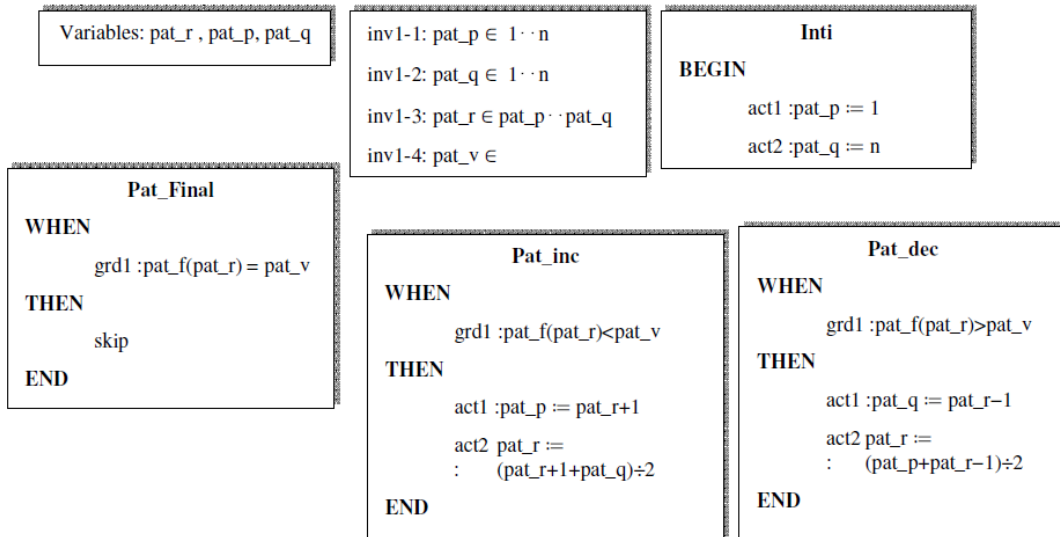 Variables: pat_r , pat_p, pat_q
inv1-1: pat_p ∈ 1··n
inv1-2: pat_q ∈ 1··n
inv1-3: pat_r ∈ pat_p··pat_q
inv1-4: pat_v ∈
Inti
BEGIN
act1 :pat_p := 1
act2 :pat_q := n
Pat_Final
WHEN
grd1 :pat_f(pat_r) = pat_v
THEN
skip
END
Pat_inc
WHEN
grd1 :pat_f(pat_r)<pat_v
THEN
act1 :pat_p := pat_r+1
act2 pat_r :=
: (pat_r+1+pat_q)÷2
END
Pat_dec
WHEN
grd1 :pat_f(pat_r)>pat_v
THEN
act1 :pat_q := pat_r−1
act2 pat_r :=
: (pat_p+pat_r−1)÷2
END